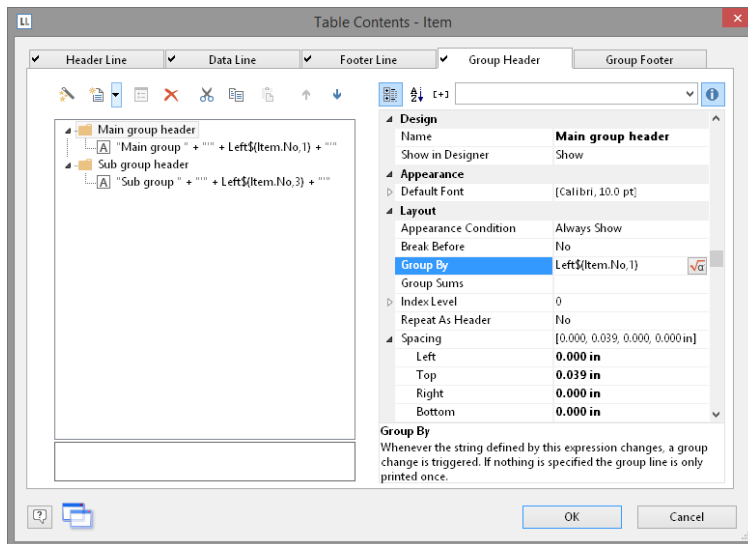 LL
Table Contents - Item
×
Header Line
Data Line
Footer Line
Group Header
Group Footer
[+]
Main group header
A "Main group " + "'" + Left$(Item.No,1) + "'"
Sub group header
A "Sub group " + "'" + Left$(Item.No,3) + "'"
Design
Name Main group header
Show in Designer Show
Appearance
Default Font [Calibri, 10.0 pt]
Layout
Appearance Condition Always Show
Break Before No
Group By Left$(Item.No,1)
Group Sums
Index Level 0
Repeat As Header No
Spacing [0.000, 0.039, 0.000, 0.000 in]
Left 0.000 in
Top 0.039 in
Right 0.000 in
Bottom 0.000 in
Group By
Whenever the string defined by this expression changes, a group
change is triggered. If nothing is specified the group line is only
printed once.
OK
Cancel